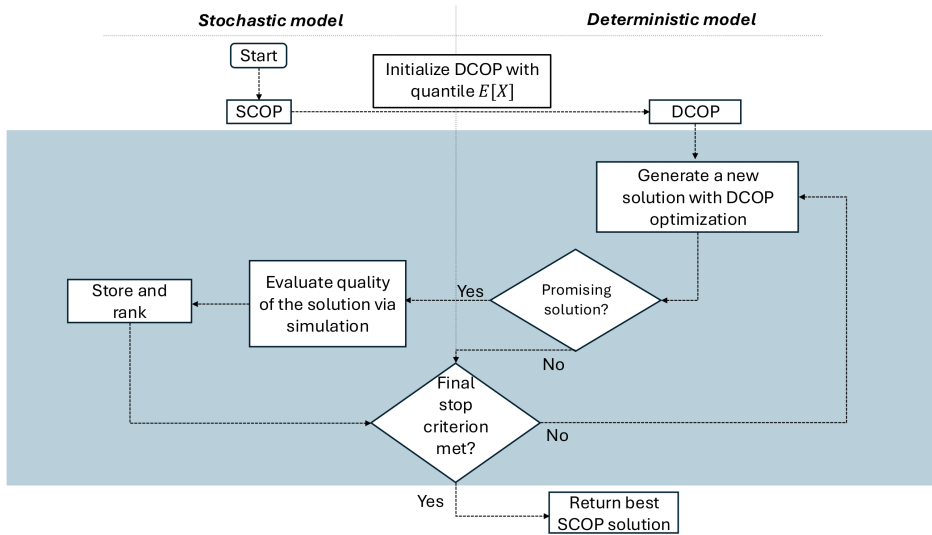 Stochastic model
Deterministic model
Start
Initialize DCOP with
quantile E[X]
SCOP
DCOP
Generate a new
solution with DCOP
optimization
Promising
solution?
Yes
Evaluate quality
of the solution via
simulation
Store and
rank
No
Final
stop
criterion
met?
No
Yes
Return best
SCOP solution